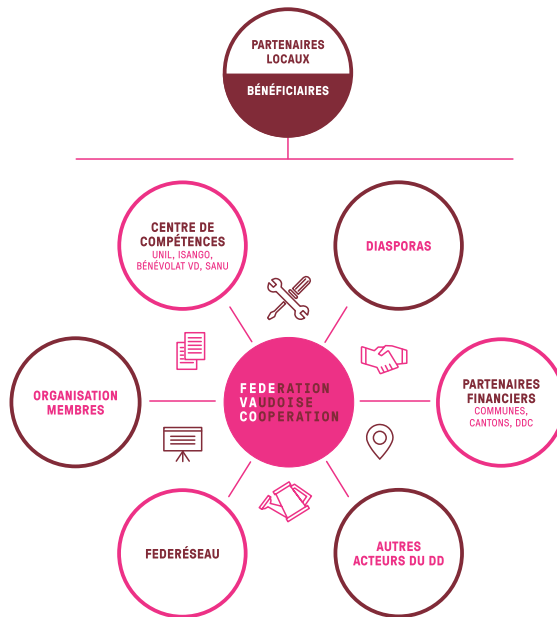 PARTENAIRES
LOCAUX
BÉNÉFICIAIRES
CENTRE DE
COMPÉTENCES
UNIL, ISANGO,
BÉNÉVOLAT VD, SANU
DIASPORAS
ORGANISATION
MEMBRES
FEDERATION
VAUDOISE
COOPERATION
PARTENAIRES
FINANCIERS
COMMUNES,
CANTONS, DDC
FEDERÉSEAU
AUTRES
ACTEURS DU DD